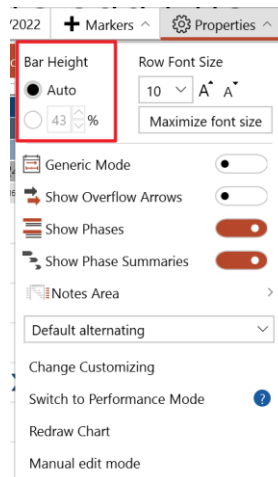 /2022 Markers Properties
Bar Height Row Font Size
Auto 10 A A
43 % Maximize font size
Generic Mode
Show Overflow Arrows
Show Phases
Show Phase Summaries
Notes Area
Default alternating
Change Customizing
Switch to Performance Mode ?
Redraw Chart
Manual edit mode